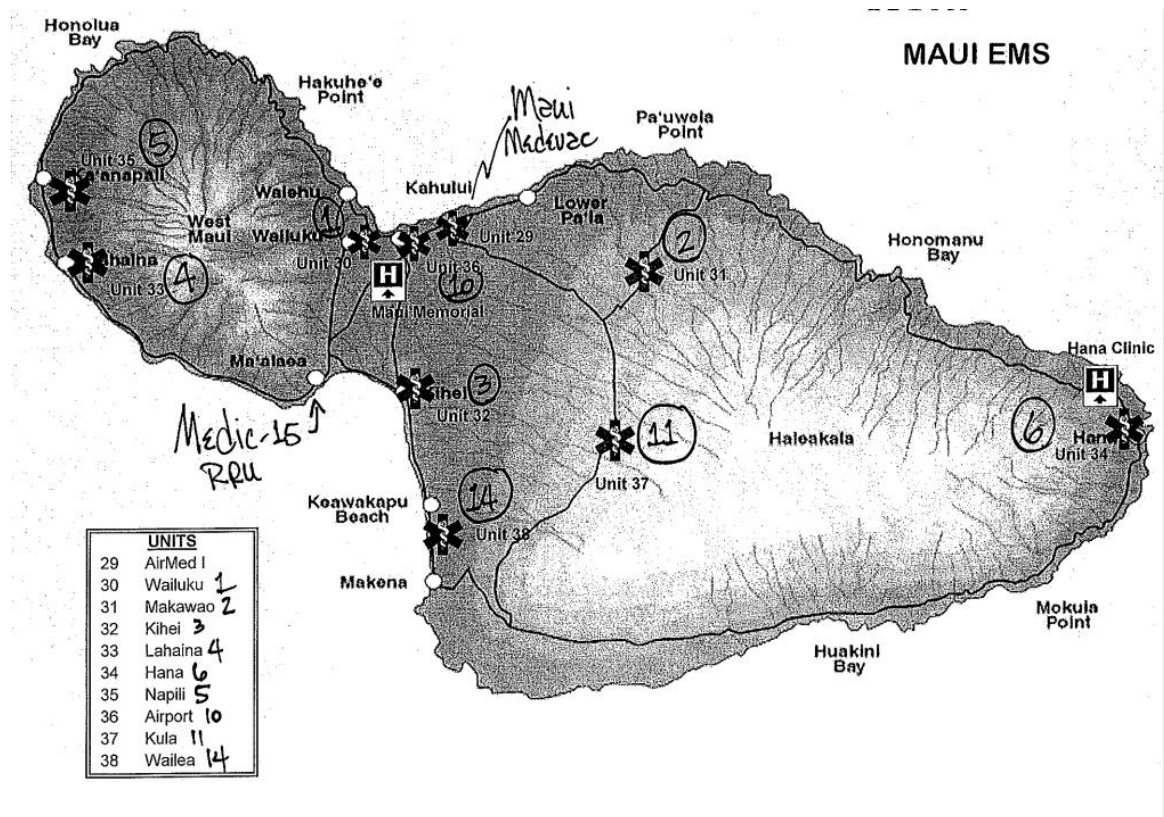 MAUI EMS
Honolua
Bay
Hakuhe'e
Point
Maui
Medevac
Pa'uwela
Point
5
Unit 35
Ka'anapali
Waiehu
Kahului
Lower
Pa'ia
1
West
Maui
Wailuku
Unit 30
Unit 29
Unit 36
2
Unit 31
Honomanu
Bay
Lahaina
Unit 33
4
H
10
Maui Memorial
Hana Clinic
H
Ma'alaea
Kihei
3
Unit 32
Medic-15
RRU
11
Unit 37
Haleakala
6
Hana
Unit 34
Keawakapu
Beach
14
Unit 38
Makena
Mokuia
Point
Huakini
Bay
UNITS
29 AirMed I
30 Wailuku 1
31 Makawao 2
32 Kihei 3
33 Lahaina 4
34 Hana 6
35 Napili 5
36 Airport 10
37 Kula 11
38 Wailea 14